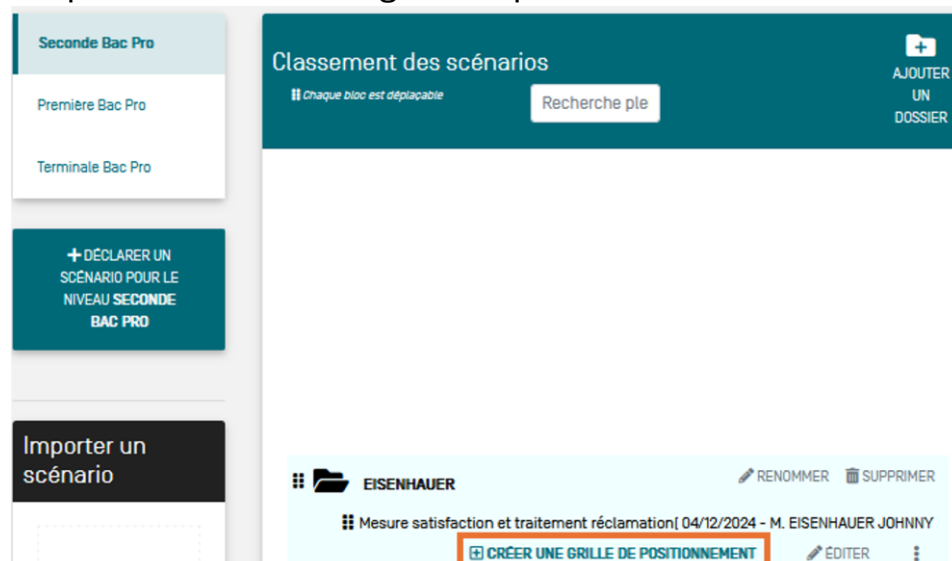 Seconde Bac Pro
Première Bac Pro
Terminale Bac Pro
+ DÉCLARER UN
SCÉNARIO POUR LE
NIVEAU SECONDE
BAC PRO
Importer un
scénario
Classement des scénarios
Chaque bloc est déplaçable
Recherche ple
AJOUTER
UN
DOSSIER
EISENHAUER
RENOMMER
SUPPRIMER
Mesure satisfaction et traitement réclamation( 04/12/2024 - M. EISENHAUER JOHNNY
CRÉER UNE GRILLE DE POSITIONNEMENT
ÉDITER